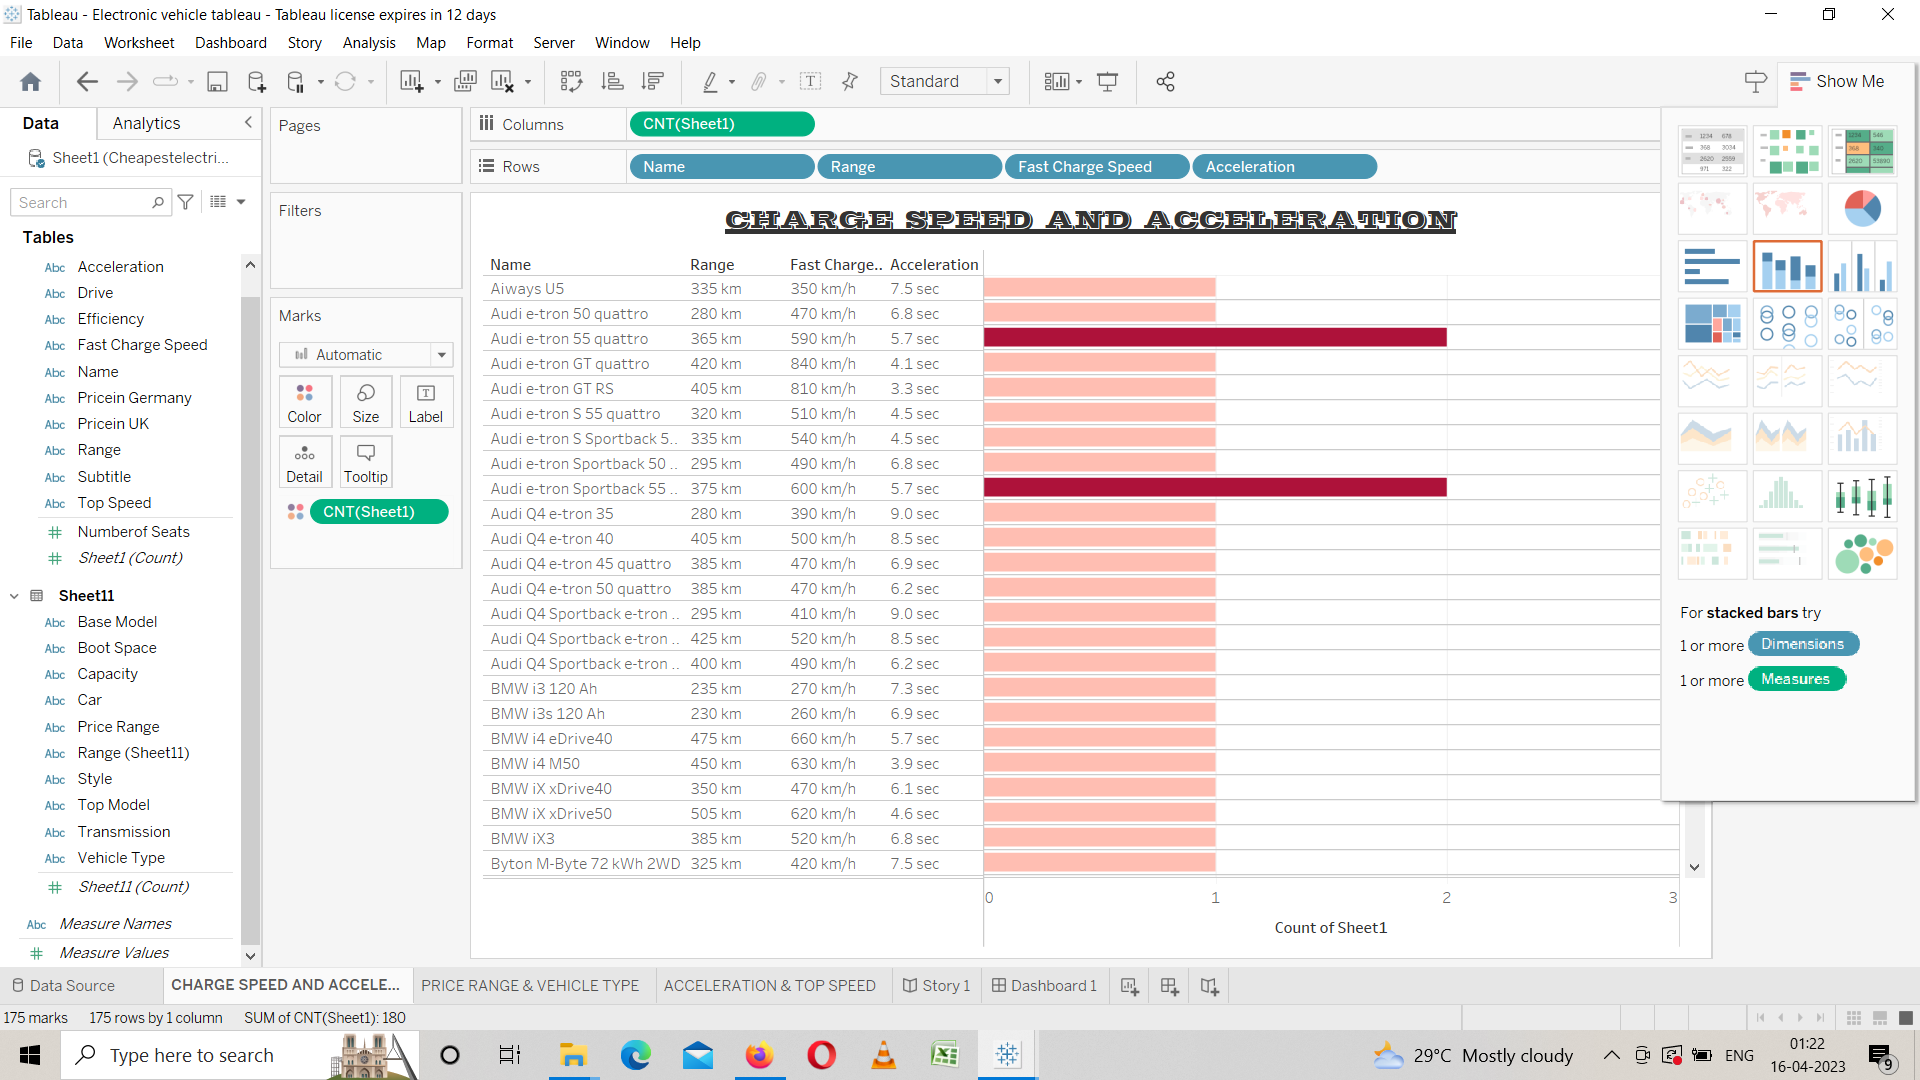 Tableau - Electronic vehicle tableau - Tableau license expires in 12 days
File Data Worksheet Dashboard Story Analysis Map Format Server Window Help
Standard
Show Me
Data Analytics
Sheet1 (Cheapestelectri...
Search
Tables
Abc Acceleration
Abc Drive
Abc Efficiency
Abc Fast Charge Speed
Abc Name
Abc Pricein Germany
Abc Pricein UK
Abc Range
Abc Subtitle
Abc Top Speed
Numberof Seats
Sheet1 (Count)
Sheet11
Abc Base Model
Abc Boot Space
Abc Capacity
Abc Car
Abc Price Range
Abc Range (Sheet11)
Abc Style
Abc Top Model
Abc Transmission
Abc Vehicle Type
Sheet11 (Count)
Abc Measure Names
Measure Values
Pages
Filters
Marks
Automatic
Color Size Label
Detail Tooltip
CNT(Sheet1)
Columns CNT(Sheet1)
Rows Name Range Fast Charge Speed Acceleration
CHARGE SPEED AND ACCELERATION
Name Range Fast Charge.. Acceleration
Aiways U5 335 km 350 km/h 7.5 sec
Audi e-tron 50 quattro 280 km 470 km/h 6.8 sec
Audi e-tron 55 quattro 365 km 590 km/h 5.7 sec
Audi e-tron GT quattro 420 km 840 km/h 4.1 sec
Audi e-tron GT RS 405 km 810 km/h 3.3 sec
Audi e-tron S 55 quattro 320 km 510 km/h 4.5 sec
Audi e-tron S Sportback 5.. 335 km 540 km/h 4.5 sec
Audi e-tron Sportback 50 .. 295 km 490 km/h 6.8 sec
Audi e-tron Sportback 55 .. 375 km 600 km/h 5.7 sec
Audi Q4 e-tron 35 280 km 390 km/h 9.0 sec
Audi Q4 e-tron 40 405 km 500 km/h 8.5 sec
Audi Q4 e-tron 45 quattro 385 km 470 km/h 6.9 sec
Audi Q4 e-tron 50 quattro 385 km 470 km/h 6.2 sec
Audi Q4 Sportback e-tron .. 295 km 410 km/h 9.0 sec
Audi Q4 Sportback e-tron .. 425 km 520 km/h 8.5 sec
Audi Q4 Sportback e-tron .. 400 km 490 km/h 6.2 sec
BMW i3 120 Ah 235 km 270 km/h 7.3 sec
BMW i3s 120 Ah 230 km 260 km/h 6.9 sec
BMW i4 eDrive40 475 km 660 km/h 5.7 sec
BMW i4 M50 450 km 630 km/h 3.9 sec
BMW iX xDrive40 350 km 470 km/h 6.1 sec
BMW iX xDrive50 505 km 620 km/h 4.6 sec
BMW iX3 385 km 520 km/h 6.8 sec
Byton M-Byte 72 kWh 2WD 325 km 420 km/h 7.5 sec
0 1 2 3
Count of Sheet1
1234 678
368 3034
2620 2559
971 322
1234 546
368 340
2620 53890
For stacked bars try
1 or more Dimensions
1 or more Measures
Data Source CHARGE SPEED AND ACCELE... PRICE RANGE & VEHICLE TYPE ACCELERATION & TOP SPEED Story 1 Dashboard 1
175 marks 175 rows by 1 column SUM of CNT(Sheet1): 180
Type here to search
29°C Mostly cloudy
ENG
01:22
16-04-2023
9